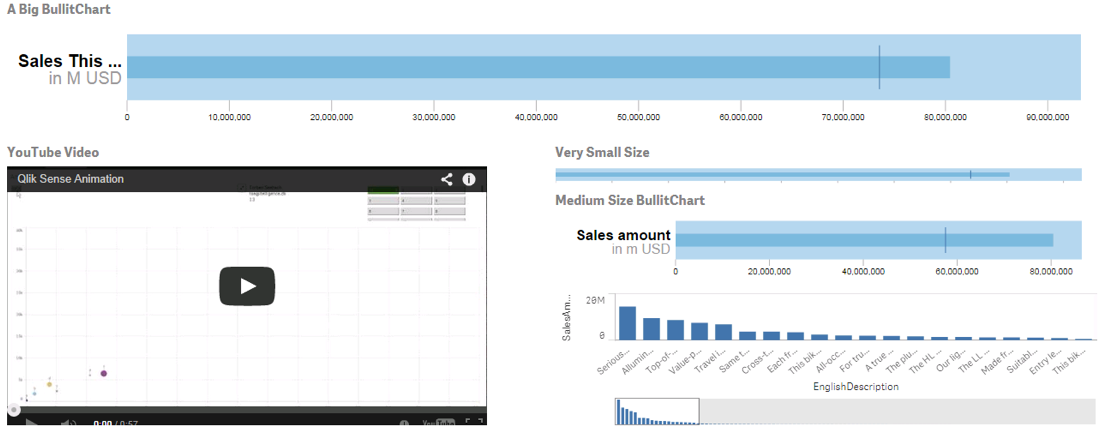 A Big BullitChart
Sales This ...
in M USD
0 10,000,000 20,000,000 30,000,000 40,000,000 50,000,000 60,000,000 70,000,000 80,000,000 90,000,000
YouTube Video
Qlik Sense Animation
0:00 / 0:57
YouTube
Very Small Size
Medium Size BullitChart
Sales amount
in m USD
0 20,000,000 40,000,000 60,000,000 80,000,000
SalesAm...
20M
0
Serious... Allumin... Top-of-... Value-p... Travel i... Same t... Cross-t... Each fr... This bik... All-occ... For tru... A true ... The plu... The HL ... Our lig... The LL ... Made fr... Suitabl... Entry le... This bik...
EnglishDescription